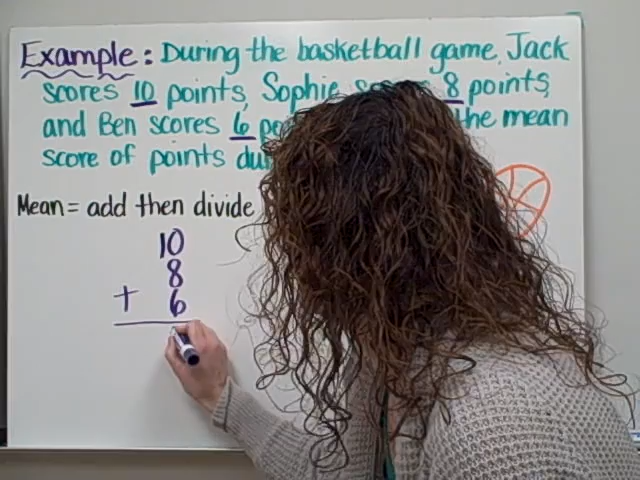 Example: During the basketball game, Jack
scores 10 points, Sophie 8 points,
and Ben scores 6 the mean
score of points
Mean = add then divide
10
8
+ 6